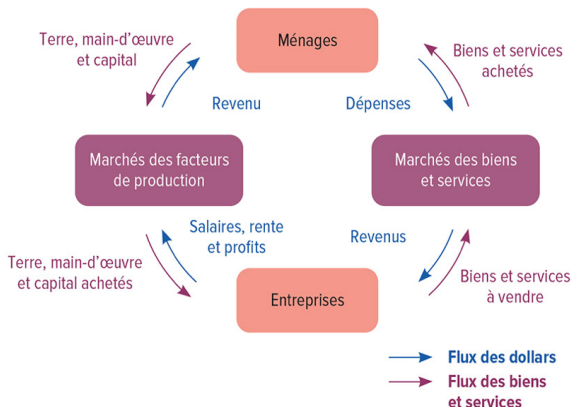 Ménages
Terre, main-d’œuvre
et capital
Biens et services
achetés
Revenu
Dépenses
Marchés des facteurs
de production
Marchés des biens
et services
Salaires, rente
et profits
Revenus
Terre, main-d’œuvre
et capital achetés
Biens et services
à vendre
Entreprises
Flux des dollars
Flux des biens
et services